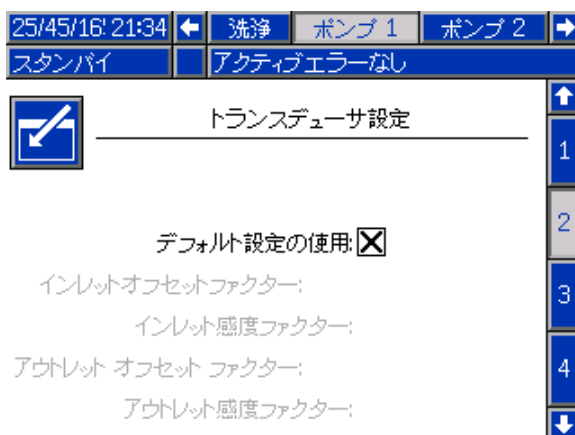 25/45/16 21:34 洗浄 ポンプ 1 ポンプ 2
スタンバイ アクティブエラーなし
トランスデューサ設定
1
2
デフォルト設定の使用:
インレットオフセットファクター:
3
インレット感度ファクター:
アウトレット オフセット ファクター:
4
アウトレット感度ファクター: